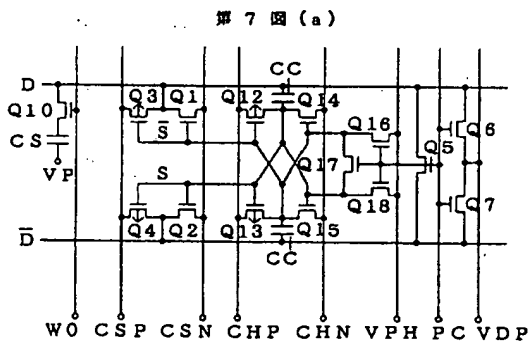 第 7 図 (a)
CC
D
Q3 Q1 Q12 Q14
Q10
S̅
Q16
Q6
CS
Q5
VP
S
Q17
Q18
Q7
Q4 Q2 Q13 Q15
D̅
CC
W0 CSP CSN CHP CHN VPH PC VDP